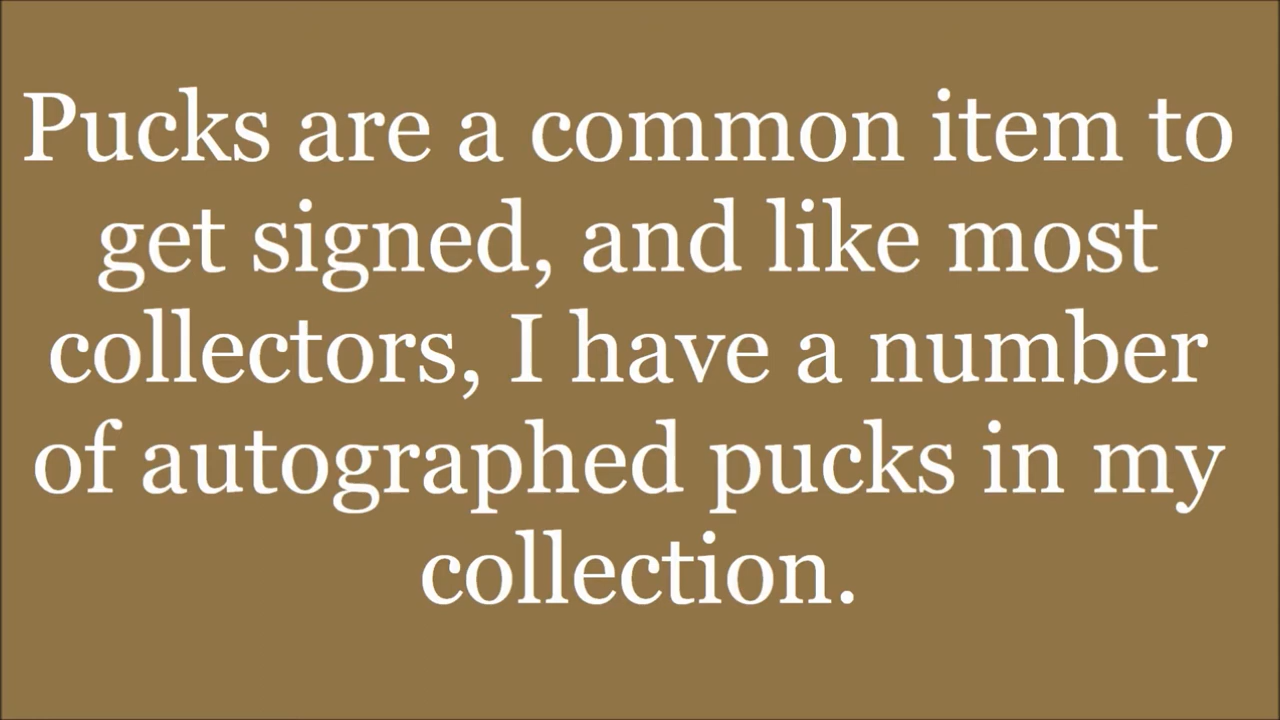 Pucks are a common item to
get signed, and like most
collectors, I have a number
of autographed pucks in my
collection.